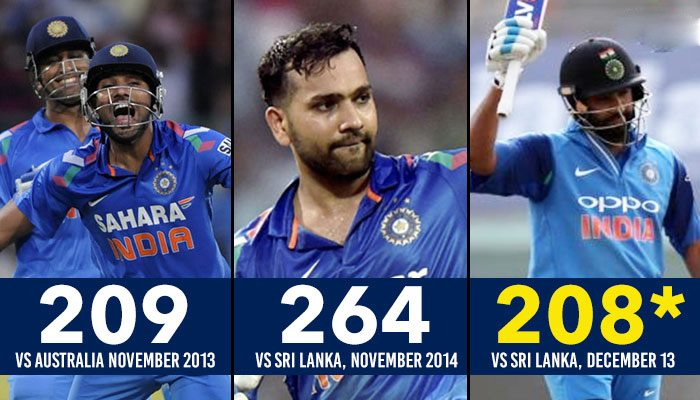 SAHARA
INDIA
209
VS AUSTRALIA NOVEMBER 2013
264
VS SRI LANKA, NOVEMBER 2014
oppo
INDIA
208*
VS SRI LANKA, DECEMBER 13